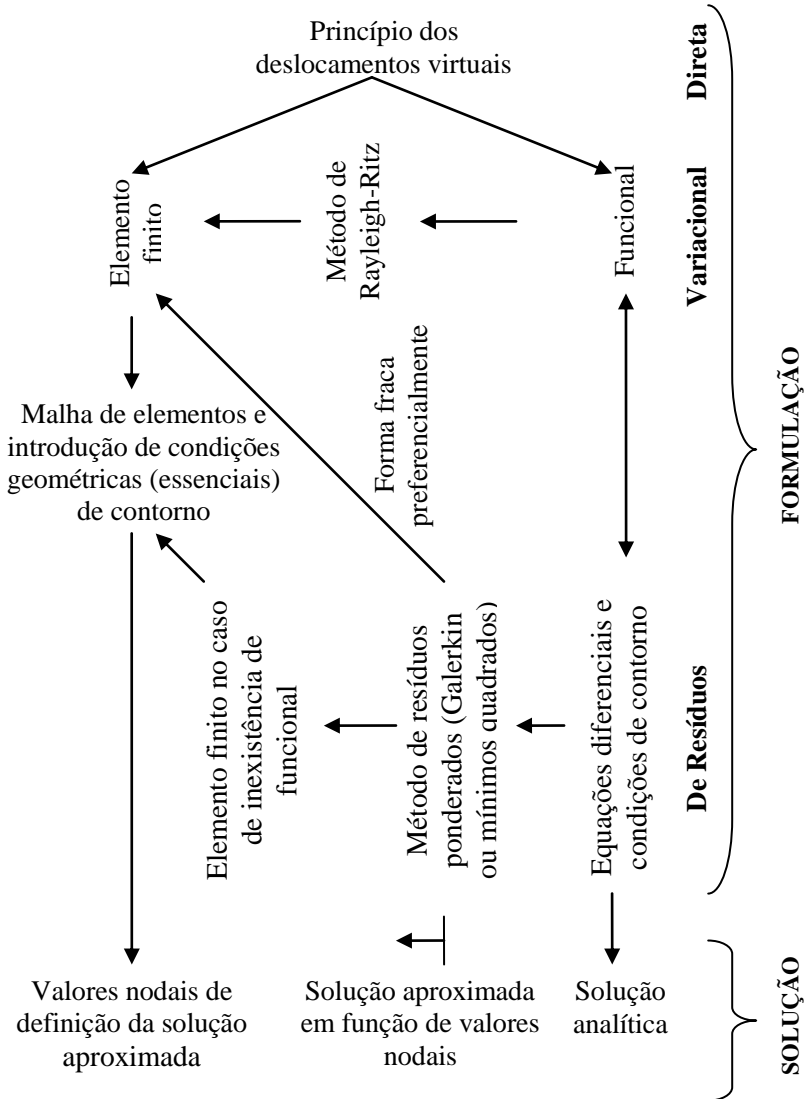 Princípio dos
deslocamentos virtuais
Direta
Elemento
finito
Método de
Rayleigh-Ritz
Funcional
Variacional
Malha de elementos e
introdução de condições
geométricas (essenciais)
de contorno
Forma fraca
preferencialmente
FORMULAÇÃO
Elemento finito no caso
de inexistência de
funcional
Método de resíduos
ponderados (Galerkin
ou mínimos quadrados)
Equações diferenciais e
condições de contorno
De Resíduos
Valores nodais de
definição da solução
aproximada
Solução aproximada
em função de valores
nodais
Solução
analítica
SOLUÇÃO